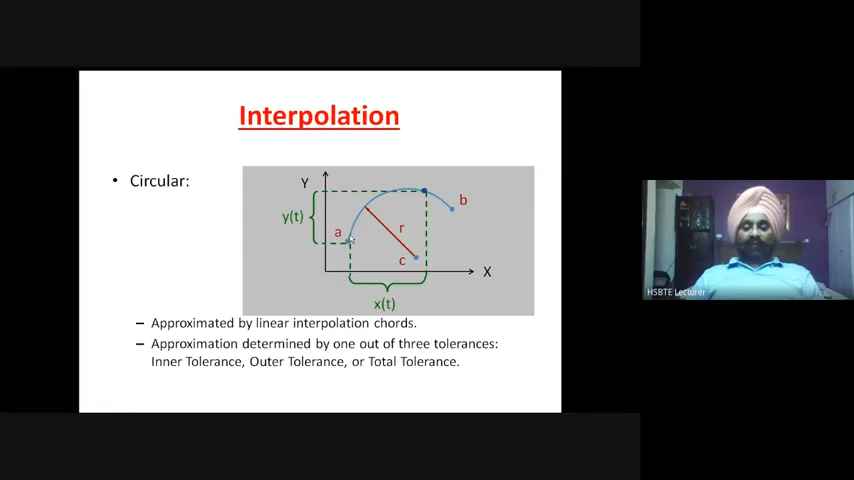 Interpolation
• Circular:
Y
y(t)
a
r
b
c
X
x(t)
– Approximated by linear interpolation chords.
– Approximation determined by one out of three tolerances:
Inner Tolerance, Outer Tolerance, or Total Tolerance.
HSBTE Lecturer